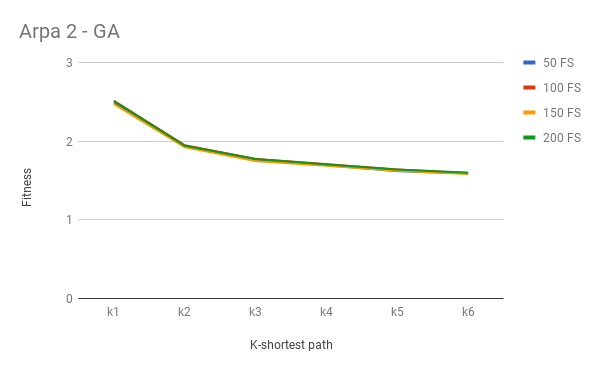 Arpa 2 - GA
3
2
1
0
Fitness
k1 k2 k3 k4 k5 k6
K-shortest path
50 FS
100 FS
150 FS
200 FS